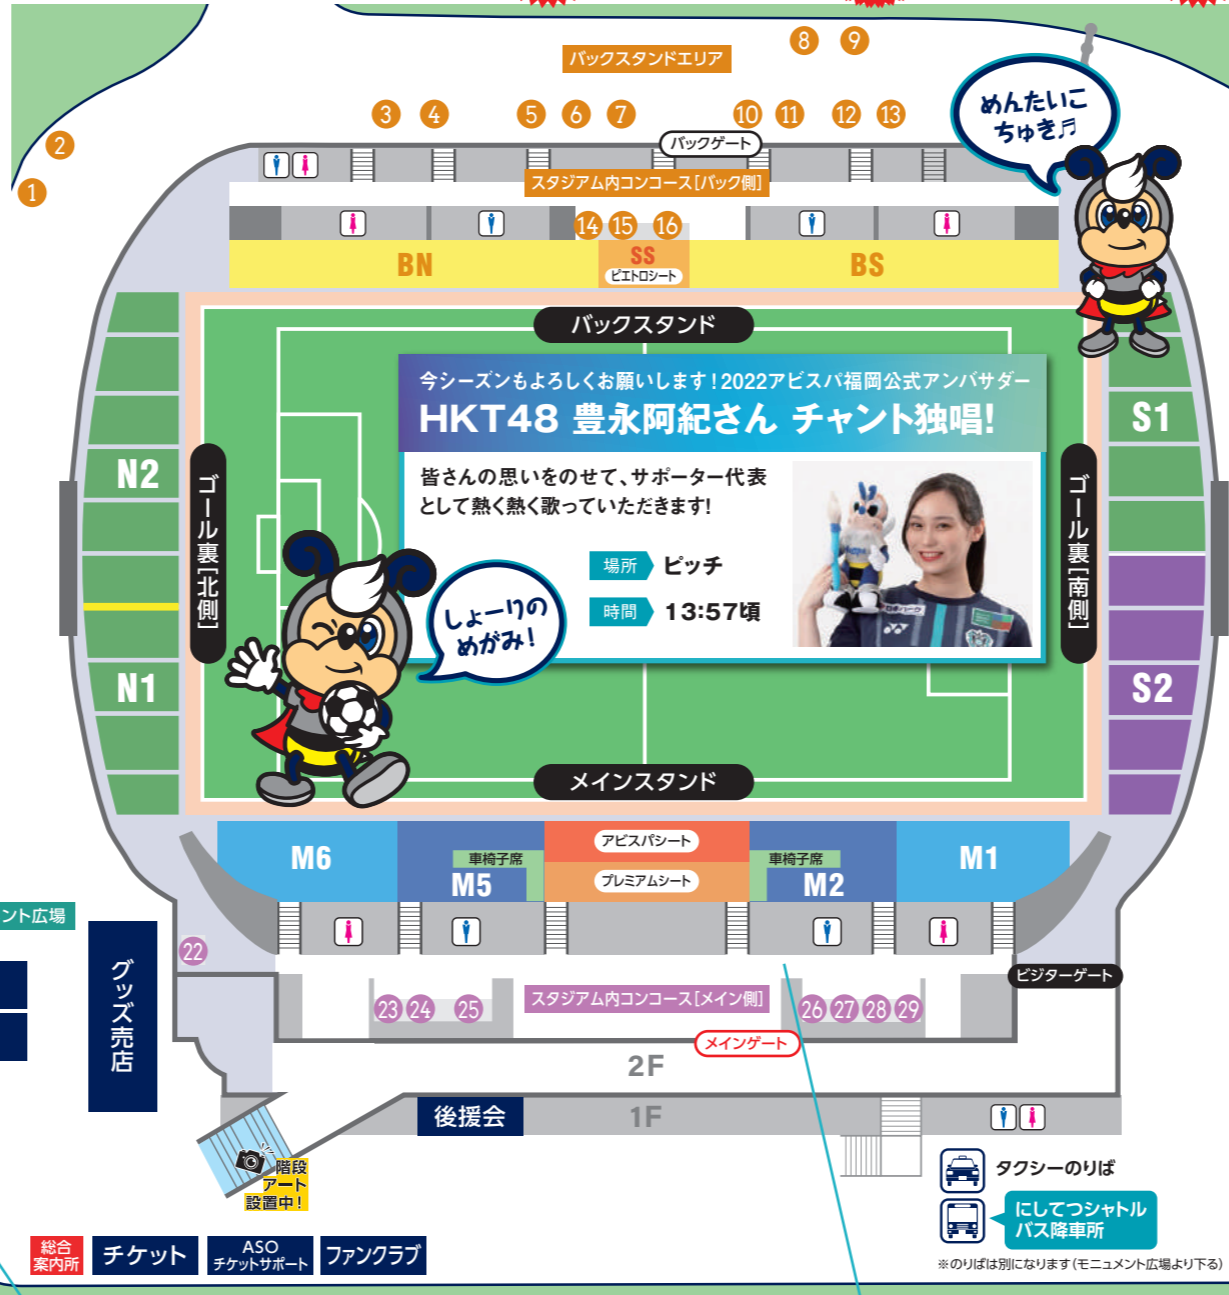 8
9
バックスタンドエリア
めんたいこ
ちゅき♬
3
4
5
6
7
10
11
12
13
バックゲート
2
1
スタジアム内コンコース[バック側]
14
15
16
BN
SS
ピエトロシート
BS
バックスタンド
今シーズンもよろしくお願いします!2022アビスパ福岡公式アンバサダー
HKT48 豊永阿紀さん チャント独唱!
皆さんの思いをのせて、サポーター代表
として熱く熱く歌っていただきます!
場所 ピッチ
時間 13:57頃
しょーりの
めがみ!
N2
N1
ゴール裏[北側]
ゴール裏[南側]
S1
S2
メインスタンド
M6
車椅子席
M5
アビスパシート
プレミアムシート
車椅子席
M2
M1
ント広場
グッズ売店
22
23
24
25
スタジアム内コンコース[メイン側]
26
27
28
29
ビジターゲート
メインゲート
2F
後援会
1F
階段
アート
設置中!
タクシーのりば
にしてつシャトル
バス降車所
※のりばは別になります(モニュメント広場より下る)
総合
案内所
チケット
ASO
チケットサポート
ファンクラブ